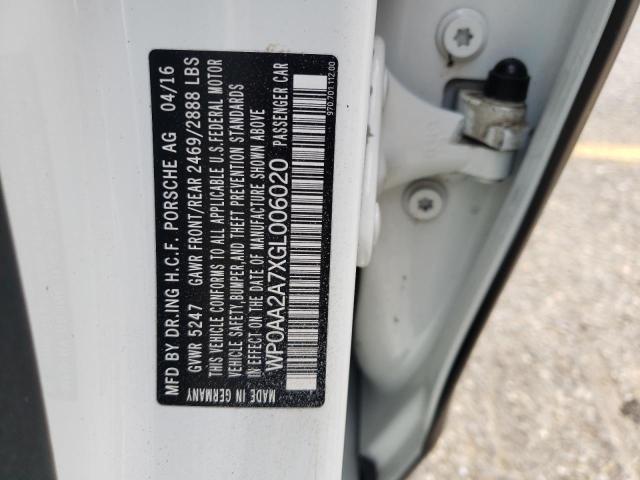 MFD BY DR.ING H.C.F. PORSCHE AG 04/16
GVWR 5247 GAWR FRONT/REAR 2469/2888 LBS
THIS VEHICLE CONFORMS TO ALL APPLICABLE U.S.FEDERAL MOTOR
VEHICLE SAFETY,BUMPER,AND THEFT PREVENTION STANDARDS
IN EFFECT ON THE DATE OF MANUFACTURE SHOWN ABOVE
WP0AA2A7XGL006020 PASSENGER CAR
MADE IN GERMANY
970.701.112.00